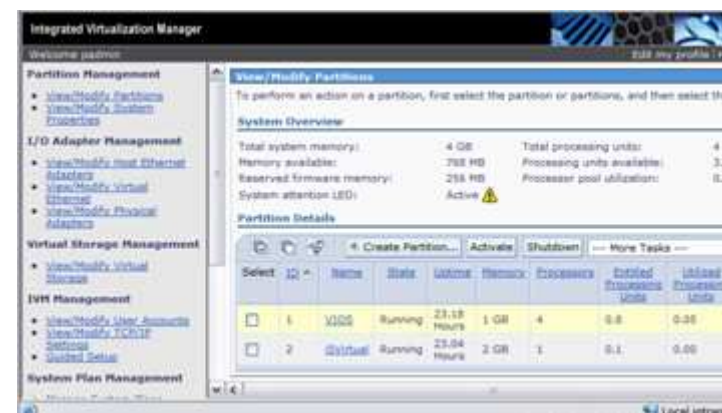 Integrated Virtualization Manager
Welcome padmin
Edit my profile
Partition Management
View/Modify Partitions
View/Modify System
Properties
I/O Adapter Management
View/Modify Host Ethernet
Adapters
View/Modify Virtual
Ethernet
View/Modify Physical
Adapters
Virtual Storage Management
View/Modify Virtual
Storage
IVM Management
View/Modify User Accounts
View/Modify TCP/IP
Settings
Guided Setup
System Plan Management
View/Modify Partitions
To perform an action on a partition, first select the partition or partitions, and then select th
System Overview
Total system memory: 4 GB Total processing units: 4
Memory available: 768 MB Processing units available: 3.
Reserved firmware memory: 256 MB Processor pool utilization: 0.
System attention LED: Active
Partition Details
Create Partition... Activate Shutdown --- More Tasks ---
Select ID Name State Uptime Memory Processors Entitled Processing Units Utilized Processing Units
1 VIOS Running 23.18 Hours 1 GB 4 0.8 0.05
2 Running 23.04 Hours 2 GB 1 0.1 0.00
Local intran